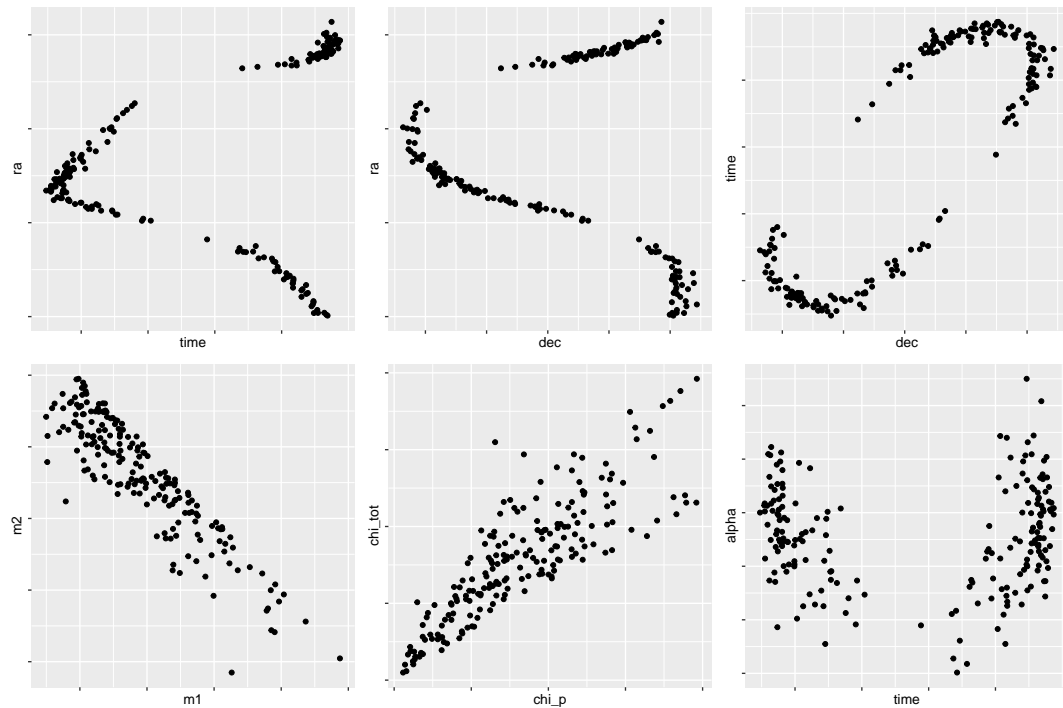 ra
time
ra
dec
time
dec
m2
m1
chi_tot
chi_p
alpha
time